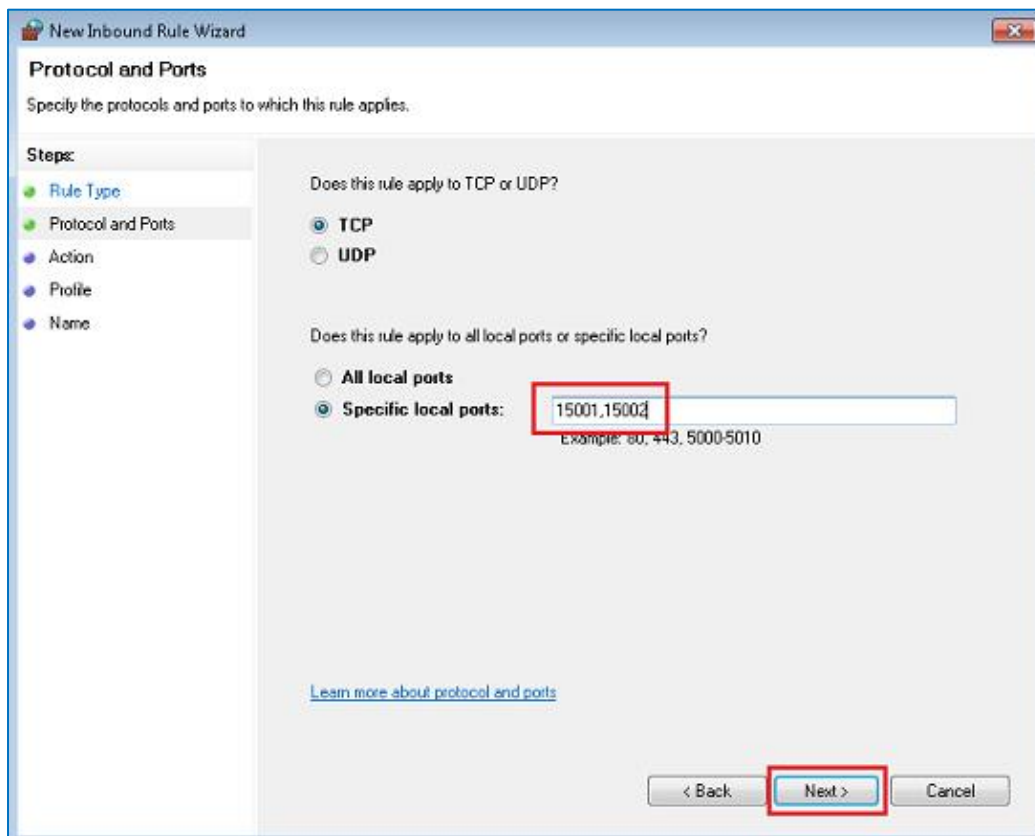 New Inbound Rule Wizard
Protocol and Ports
Specify the protocols and ports to which this rule applies.
Steps:
Rule Type
Protocol and Ports
Action
Profile
Name
Does this rule apply to TCP or UDP?
TCP
UDP
Does this rule apply to all local ports or specific local ports?
All local ports
Specific local ports: 15001,15002
Example: 80, 443, 5000-5010
Learn more about protocol and ports
< Back Next > Cancel